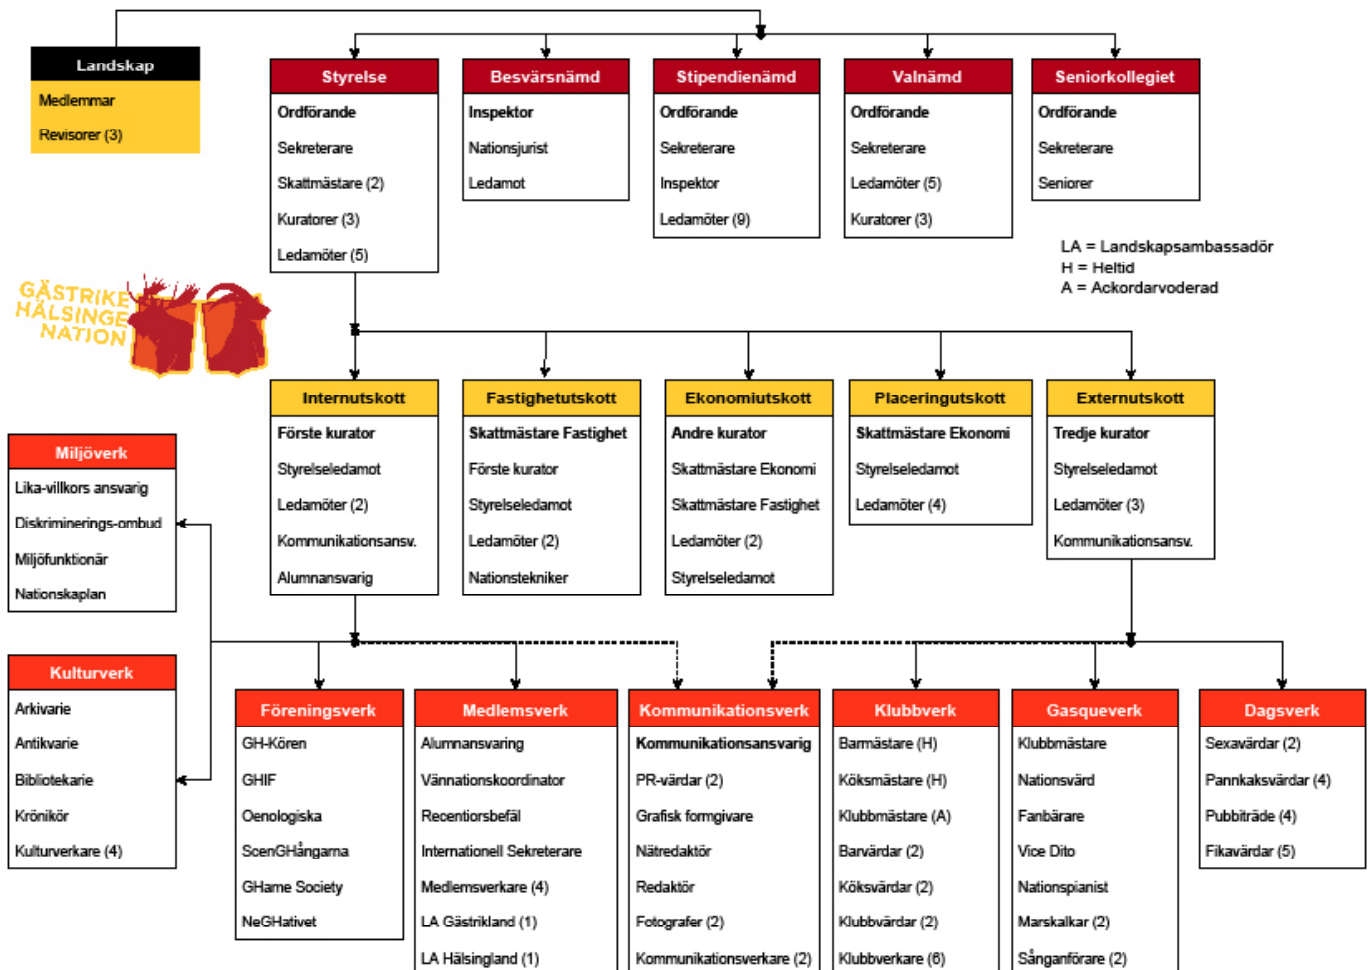 Landskap
Medlemmar
Revisorer (3)
Styrelse
Ordförande
Sekreterare
Skattmästare (2)
Kuratorer (3)
Ledamöter (5)
Besvärsnämd
Inspektor
Nationsjurist
Ledamot
Stipendienämd
Ordförande
Sekreterare
Inspektor
Ledamöter (9)
Valnämd
Ordförande
Sekreterare
Ledamöter (5)
Kuratorer (3)
Seniorkollegiet
Ordförande
Sekreterare
Seniorer
LA = Landskapsambassadör
H = Heltid
A = Ackordarvoderad
GÄSTRIKE
HÄLSINGE
NATION
Internutskott
Förste kurator
Styrelseledamot
Ledamöter (2)
Kommunikationsansv.
Alumnansvarig
Fastighetutskott
Skattmästare Fastighet
Förste kurator
Styrelseledamot
Ledamöter (2)
Nationstekniker
Ekonomiutskott
Andre kurator
Skattmästare Ekonomi
Skattmästare Fastighet
Ledamöter (2)
Styrelseledamot
Placeringutskott
Skattmästare Ekonomi
Styrelseledamot
Ledamöter (4)
Externutskott
Tredje kurator
Styrelseledamot
Ledamöter (3)
Kommunikationsansv.
Miljöverk
Lika-villkors ansvarig
Diskriminerings-ombud
Miljöfunktionär
Nationskaplan
Kulturverk
Arkivarie
Antikvarie
Bibliotekarie
Krönikör
Kulturverkare (4)
Föreningsverk
GH-Kören
GHIF
Oenologiska
ScenGHångarna
GHame Society
NeGHativet
Medlemsverk
Alumnansvaring
Vännationskoordinator
Recentiorsbefäl
Internationell Sekreterare
Medlemsverkare (4)
LA Gästrikland (1)
LA Hälsingland (1)
Kommunikationsverk
Kommunikationsansvarig
PR-värdar (2)
Grafisk formgivare
Nätredaktör
Redaktör
Fotografer (2)
Kommunikationsverkare (2)
Klubbverk
Barmästare (H)
Köksmästare (H)
Klubbmästare (A)
Barvärdar (2)
Köksvärdar (2)
Klubbvärdar (2)
Klubbverkare (6)
Gasqueverk
Klubbmästare
Nationsvärd
Fanbärare
Vice Dito
Nationspianist
Marskalkar (2)
Sånganförare (2)
Dagsverk
Sexavärdar (2)
Pannkaksvärdar (4)
Pubbiträde (4)
Fikavärdar (5)